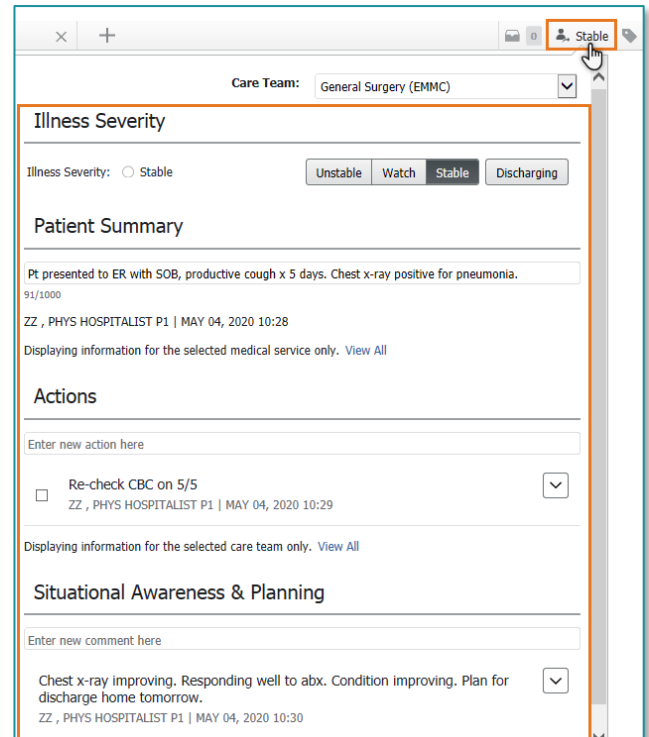 × + 0 Stable
Care Team: General Surgery (EMMC)
Illness Severity
Illness Severity: Stable Unstable Watch Stable Discharging
Patient Summary
Pt presented to ER with SOB, productive cough x 5 days. Chest x-ray positive for pneumonia.
91/1000
ZZ , PHYS HOSPITALIST P1 | MAY 04, 2020 10:28
Displaying information for the selected medical service only. View All
Actions
Enter new action here
Re-check CBC on 5/5
ZZ , PHYS HOSPITALIST P1 | MAY 04, 2020 10:29
Displaying information for the selected care team only. View All
Situational Awareness & Planning
Enter new comment here
Chest x-ray improving. Responding well to abx. Condition improving. Plan for
discharge home tomorrow.
ZZ , PHYS HOSPITALIST P1 | MAY 04, 2020 10:30